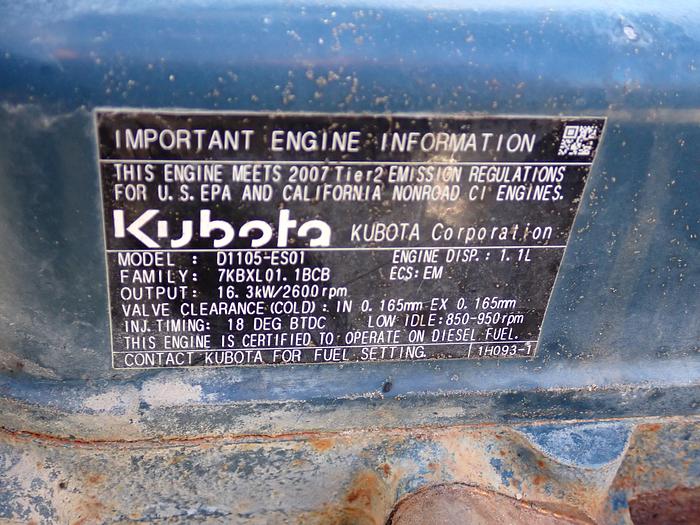 IMPORTANT ENGINE INFORMATION
THIS ENGINE MEETS 2007 Tier2 EMISSION REGULATIONS
FOR U.S.EPA AND CALIFORNIA NONROAD CI ENGINES.
Kubota KUBOTA Corporation
MODEL : D1105-ES01 ENGINE DISP.: 1.1L
FAMILY: 7KBXL01.1BCB ECS: EM
OUTPUT: 16.3kW/2600rpm
VALVE CLEARANCE (COLD) : IN 0.165mm EX 0.165mm
INJ. TIMING: 18 DEG BTDC LOW IDLE:850-950rpm
THIS ENGINE IS CERTIFIED TO OPERATE ON DIESEL FUEL.
CONTACT KUBOTA FOR FUEL SETTING. 1H093-1